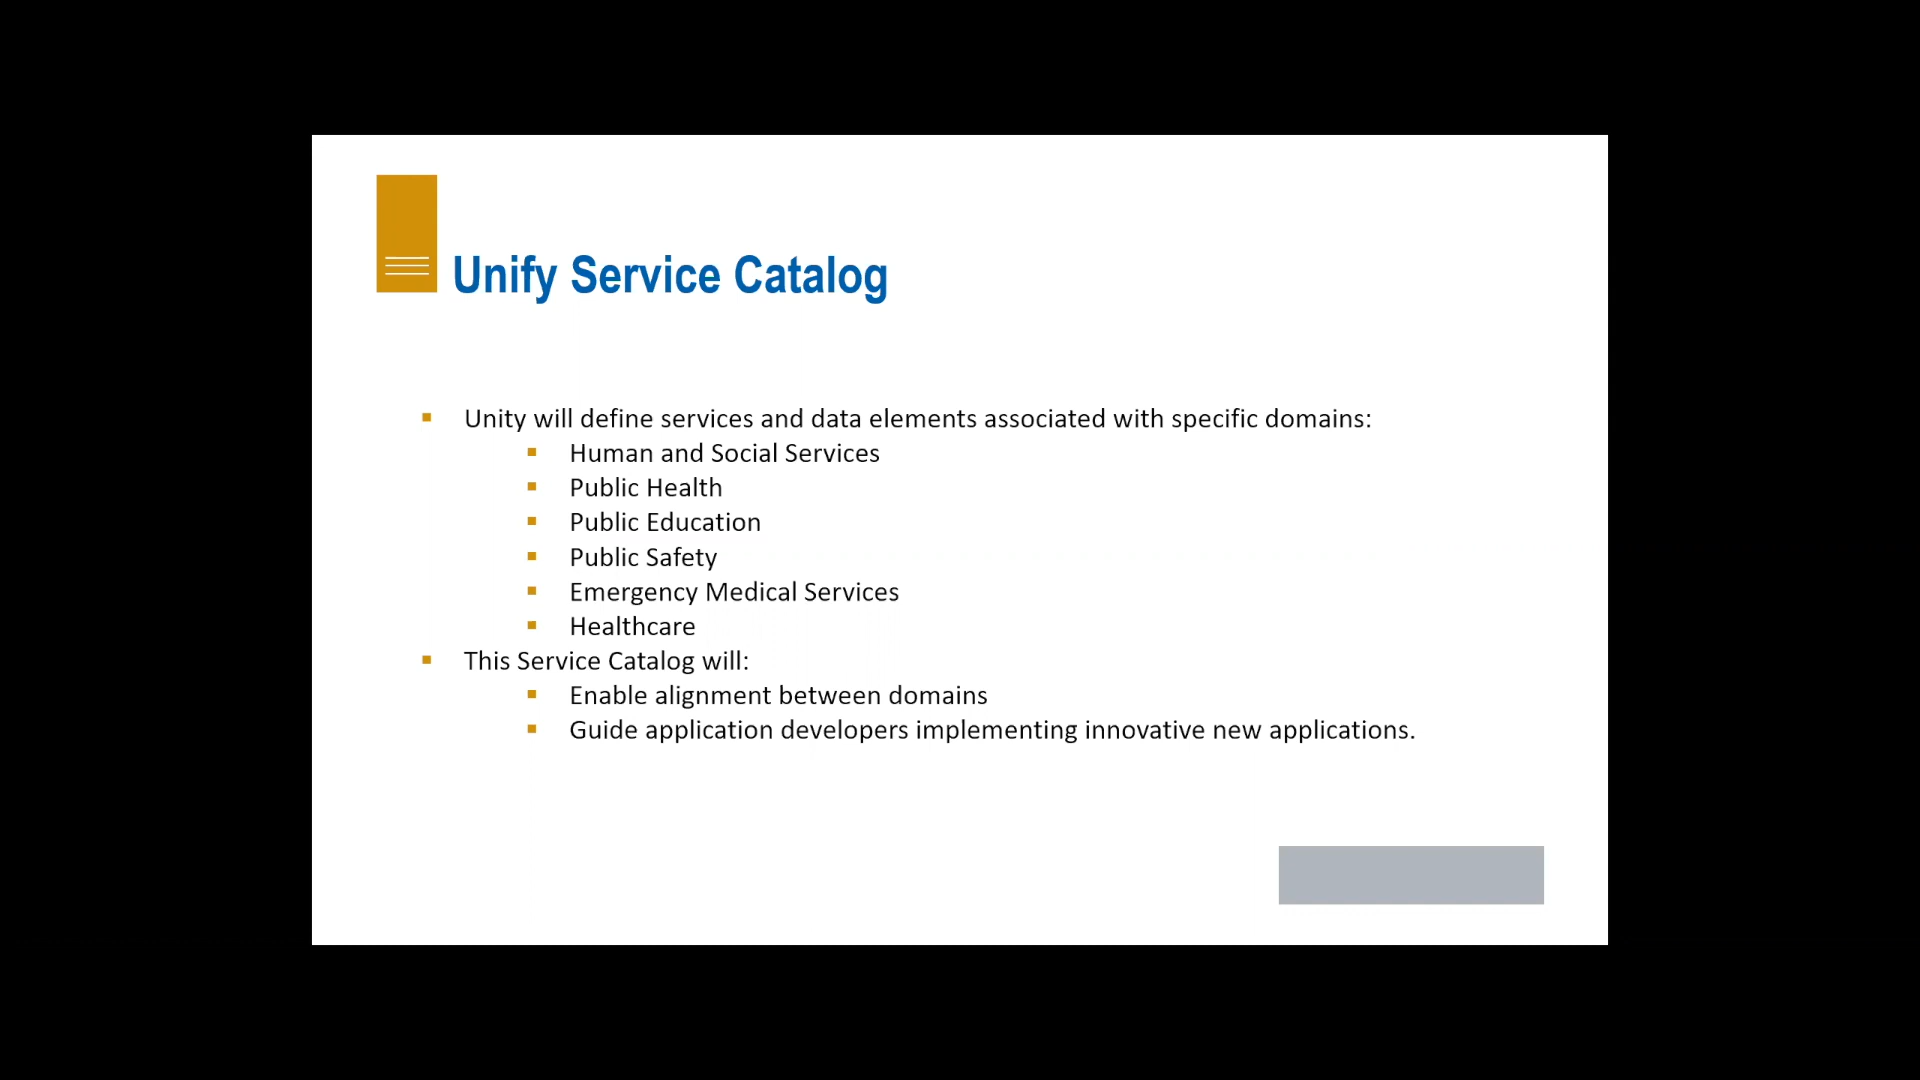 Unify Service Catalog
Unity will define services and data elements associated with specific domains:
Human and Social Services
Public Health
Public Education
Public Safety
Emergency Medical Services
Healthcare
This Service Catalog will:
Enable alignment between domains
Guide application developers implementing innovative new applications.